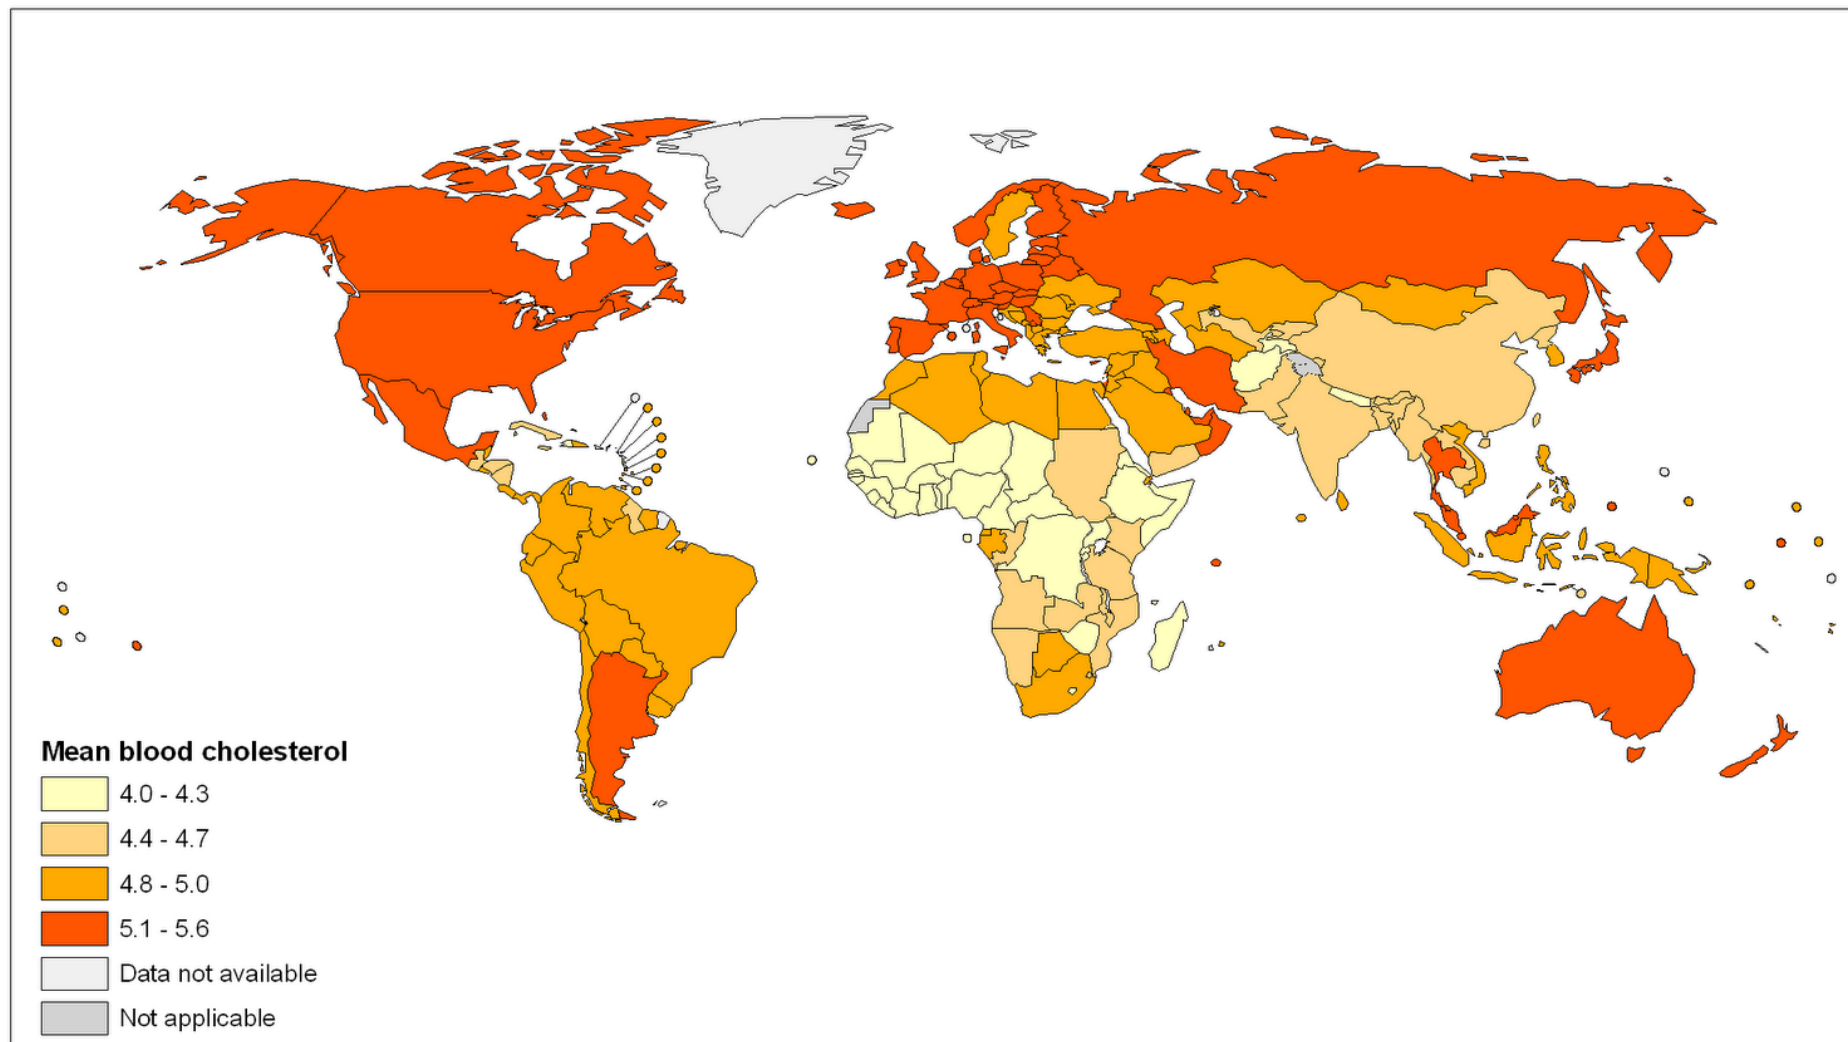 Mean blood cholesterol
4.0 - 4.3
4.4 - 4.7
4.8 - 5.0
5.1 - 5.6
Data not available
Not applicable